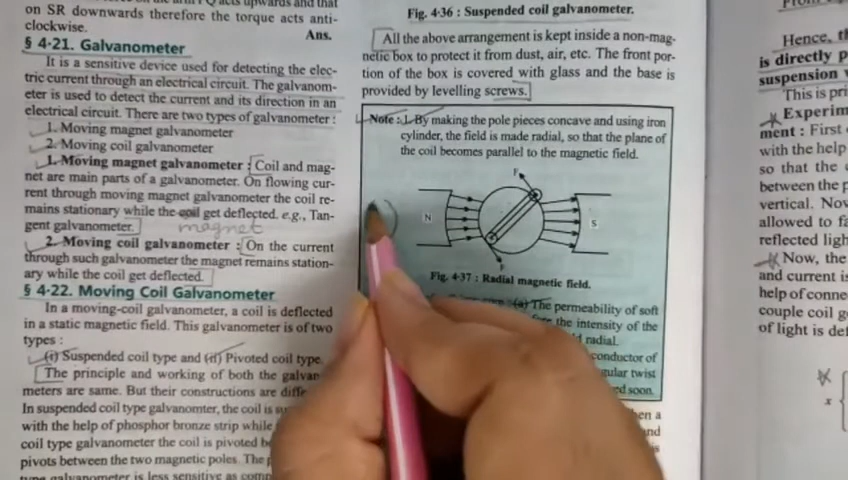 on SR downwards therefore the torque acts anti-
clockwise.
Ans.
§ 4·21. Galvanometer
It is a sensitive device used for detecting the elec-
tric current through an electrical circuit. The galvanom-
eter is used to detect the current and its direction in an
electrical circuit. There are two types of galvanometer :
1. Moving magnet galvanometer
2. Moving coil galvanometer
1. Moving magnet galvanometer : Coil and mag-
net are main parts of a galvanometer. On flowing cur-
rent through moving magnet galvanometer the coil re-
mains stationary while the coil get deflected. e.g., Tan-
gent galvanometer. magnet
2. Moving coil galvanometer : On the current
through such galvanometer the magnet remains station-
ary while the coil get deflected.
§ 4·22. Moving Coil Galvanometer
In a moving-coil galvanometer, a coil is deflected
in a static magnetic field. This galvanometer is of two
types :
(i) Suspended coil type and (ii) Pivoted coil type.
The principle and working of both the galvan
meters are same. But their constructions are diffe
In suspended coil type galvanomter, the coil is su
with the help of phosphor bronze strip while
coil type galvanometer the coil is pivoted be
pivots between the two magnetic poles. The
type galvanometer is less sensitive as comp
Fig. 4·36 : Suspended coil galvanometer.
All the above arrangement is kept inside a non-mag-
netic box to protect it from dust, air, etc. The front por-
tion of the box is covered with glass and the base is
provided by levelling screws.
Note : 1. By making the pole pieces concave and using iron
cylinder, the field is made radial, so that the plane of
the coil becomes parallel to the magnetic field.
F
N
S
F
Fig. 4·37 : Radial magnetic field.
(a) The permeability of soft
the intensity of the
radial.
conductor of
gular twist
ed soon.
hen a
and
Hence, th
is directly p
suspension
This is pri
Experim
ment : First
with the help
so that the
between the p
vertical. Nov
allowed to fa
reflected ligh
Now, the
and current is
help of conne
couple coil g
of light is def
x